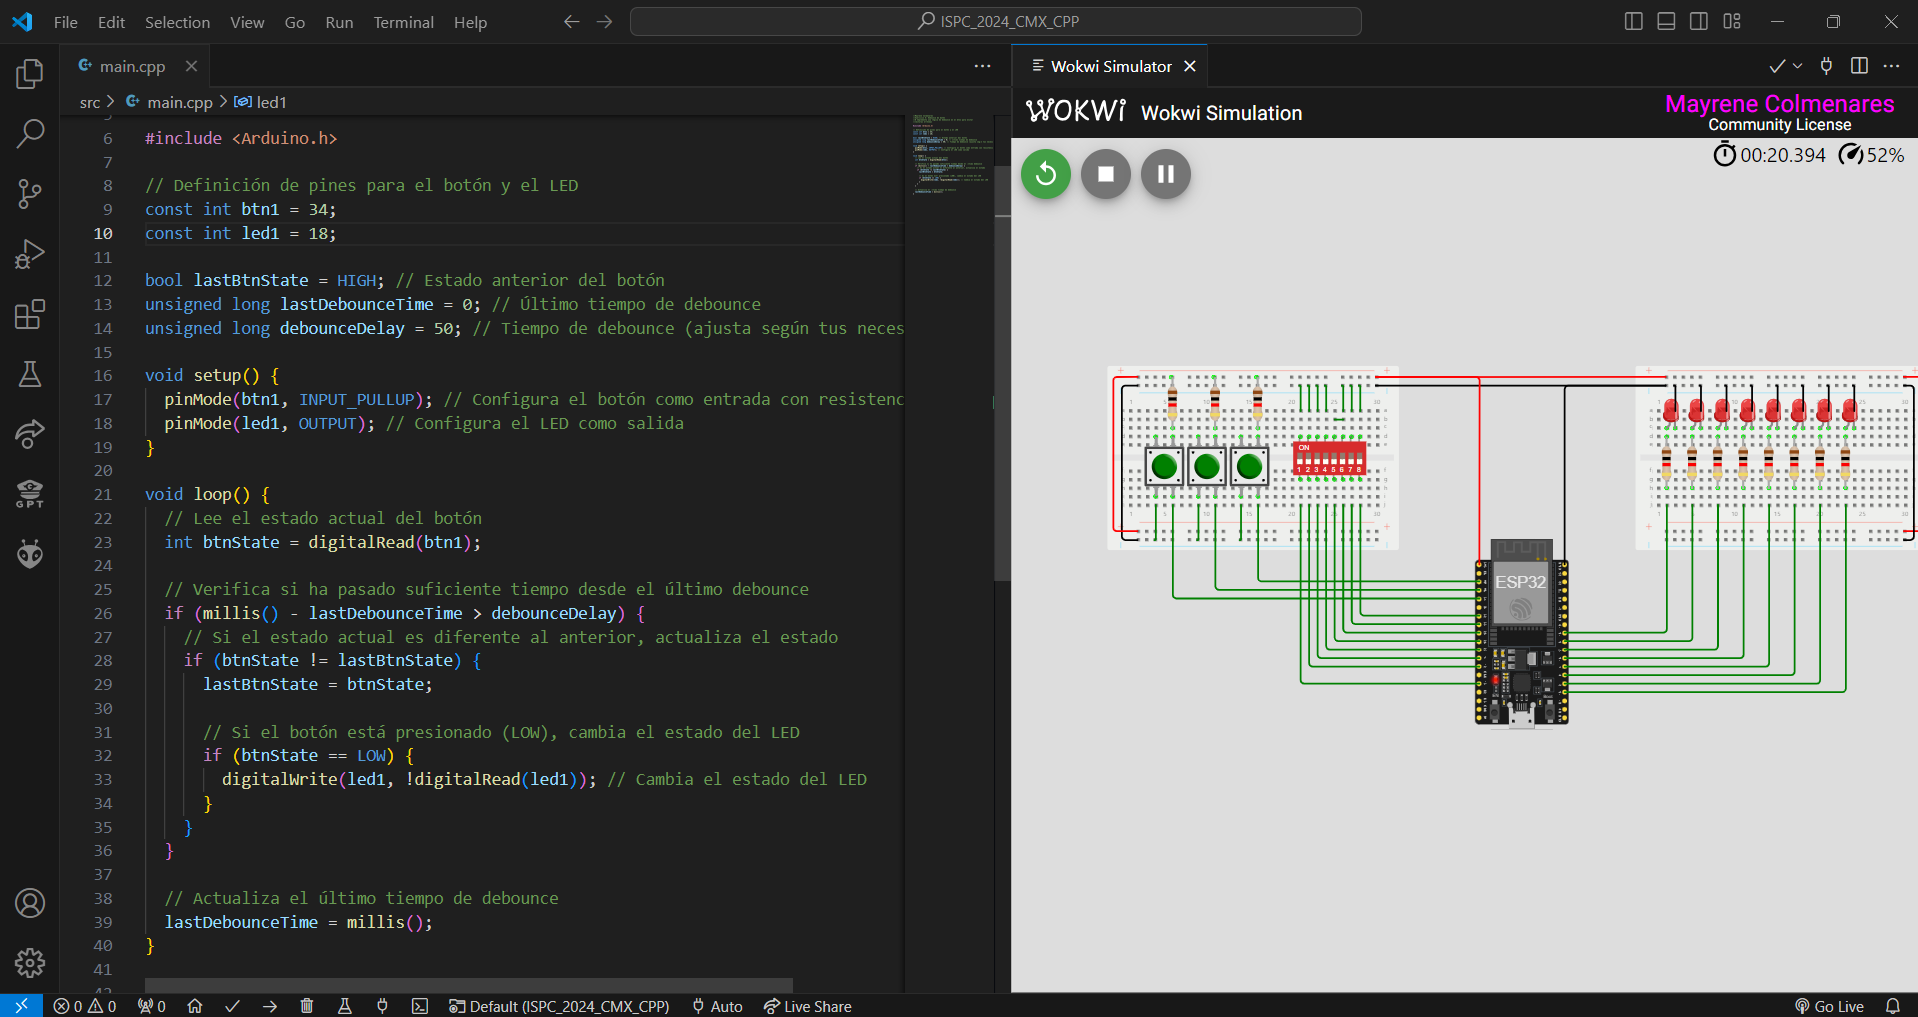 File Edit Selection View Go Run Terminal Help
ISPC_2024_CMX_CPP
main.cpp
src > main.cpp > led1
6 #include <Arduino.h>
7
8 // Definición de pines para el botón y el LED
9 const int btn1 = 34;
10 const int led1 = 18;
11
12 bool lastBtnState = HIGH; // Estado anterior del botón
13 unsigned long lastDebounceTime = 0; // Último tiempo de debounce
14 unsigned long debounceDelay = 50; // Tiempo de debounce (ajusta según tus neces
15
16 void setup() {
17 pinMode(btn1, INPUT_PULLUP); // Configura el botón como entrada con resistenc
18 pinMode(led1, OUTPUT); // Configura el LED como salida
19 }
20
21 void loop() {
22 // Lee el estado actual del botón
23 int btnState = digitalRead(btn1);
24
25 // Verifica si ha pasado suficiente tiempo desde el último debounce
26 if (millis() - lastDebounceTime > debounceDelay) {
27 // Si el estado actual es diferente al anterior, actualiza el estado
28 if (btnState != lastBtnState) {
29 lastBtnState = btnState;
30
31 // Si el botón está presionado (LOW), cambia el estado del LED
32 if (btnState == LOW) {
33 digitalWrite(led1, !digitalRead(led1)); // Cambia el estado del LED
34 }
35 }
36 }
37
38 // Actualiza el último tiempo de debounce
39 lastDebounceTime = millis();
40 }
41
GPT
Wokwi Simulator
WOKWi Wokwi Simulation
Mayrene Colmenares
Community License
00:20.394 52%
ON
1 2 3 4 5 6 7 8
ESP32
0 0 0 Default (ISPC_2024_CMX_CPP) Auto Live Share Go Live